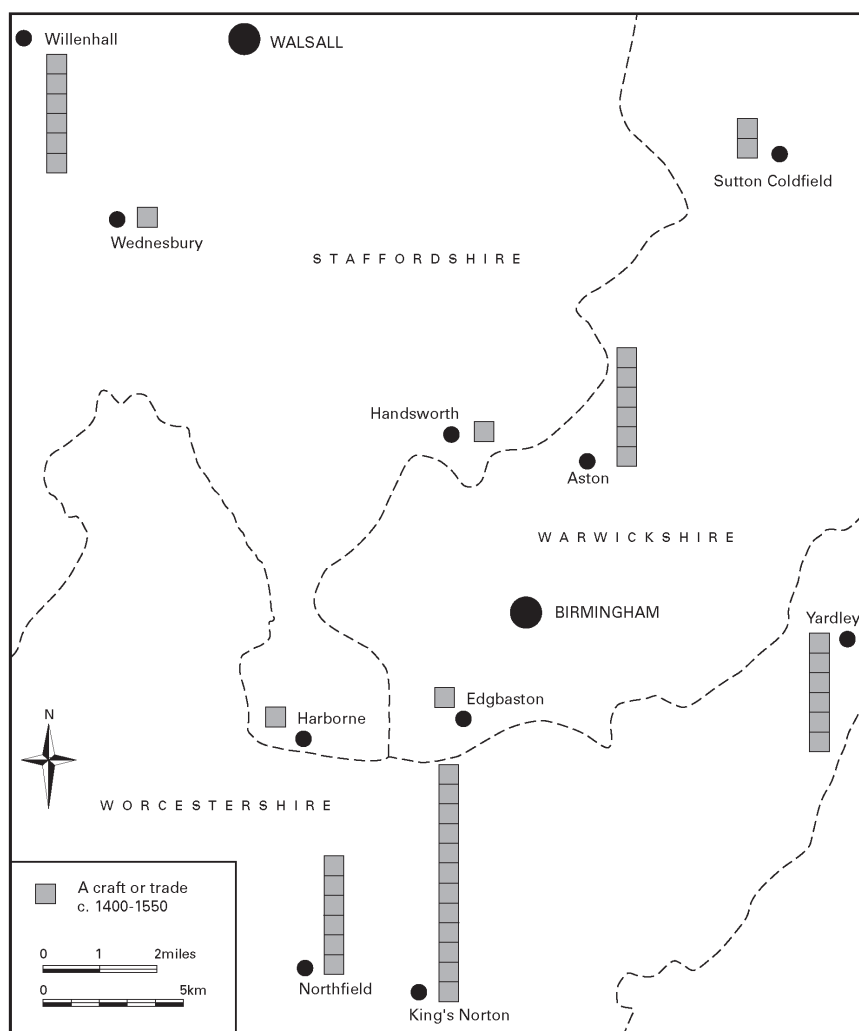 Willenhall
WALSALL
Sutton Coldfield
Wednesbury
STAFFORDSHIRE
Handsworth
Aston
WARWICKSHIRE
BIRMINGHAM
Yardley
Edgbaston
Harborne
N
WORCESTERSHIRE
A craft or trade
c. 1400-1550
0 1 2miles
0 5km
Northfield
King's Norton